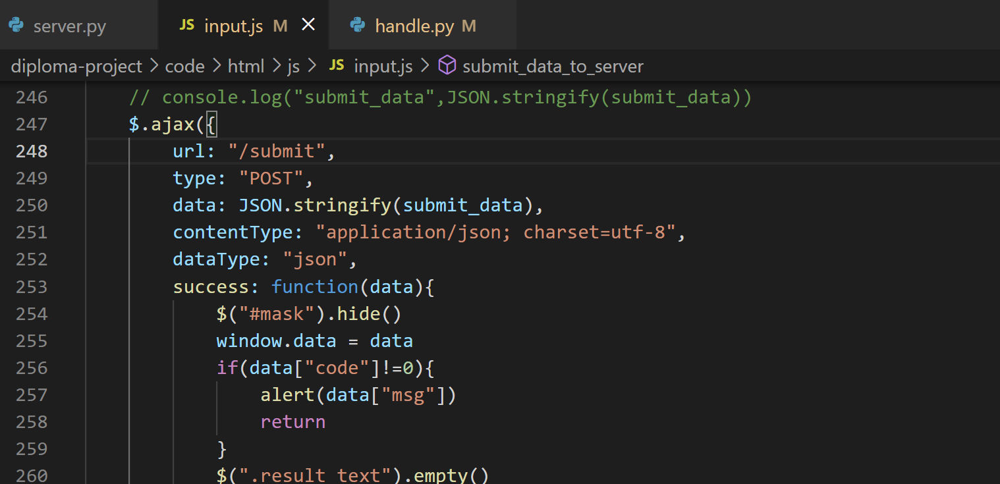 server.py JS input.js M × handle.py M
diploma-project > code > html > js > JS input.js > submit_data_to_server
246 // console.log("submit_data",JSON.stringify(submit_data))
247 $.ajax({
248 url: "/submit",
249 type: "POST",
250 data: JSON.stringify(submit_data),
251 contentType: "application/json; charset=utf-8",
252 dataType: "json",
253 success: function(data){
254 $("#mask").hide()
255 window.data = data
256 if(data["code"]!=0){
257 alert(data["msg"])
258 return
259 }
260 $(".result_text").empty()